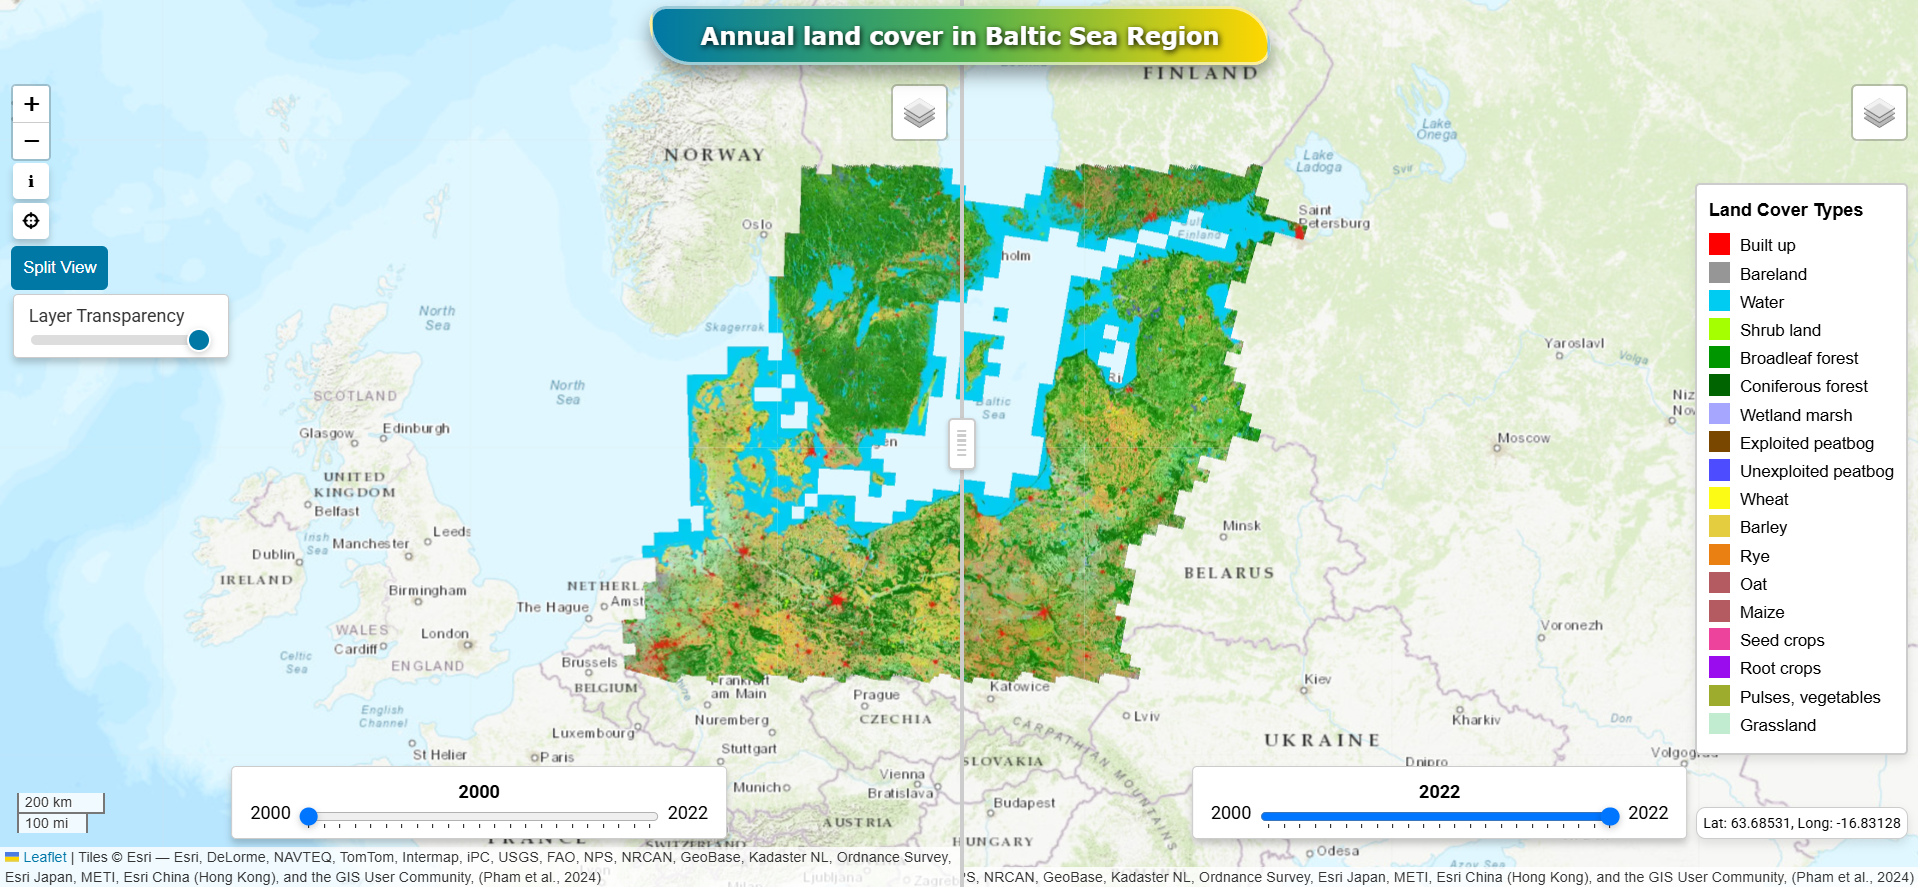 Annual land cover in Baltic Sea Region
FINLAND
+
−
i
Split View
Layer Transparency
NORWAY
Oslo
holm
Lake
Onega
Lake
Ladoga
Svir
Saint
Petersburg
Gulf
Finland
North
Sea
Skagerrak
North
Sea
SCOTLAND
Glasgow
Edinburgh
UNITED
KINGDOM
Belfast
Irish
Sea
Manchester
Leeds
Dublin
IRELAND
Birmingham
WALES
Cardiff
London
ENGLAND
Celtic
Sea
English
Channel
St Helier
Paris
NETHERLA
The Hague
Amst
Brussels
BELGIUM
Luxembourg
Frankfurt
am Main
Nuremberg
Stuttgart
Munich
Prague
CZECHIA
Vienna
Bratislava
AUSTRIA
FRANCE
SWITZERLAND
Milan
Ljubljana
Zagreb
Baltic
Sea
en
Ri
Katowice
SLOVAKIA
CARPATHIAN MOUNTAINS
Budapest
HUNGARY
Lviv
Minsk
BELARUS
Moscow
Yaroslavl
Volga
Niz
Nov
Voronezh
Kiev
UKRAINE
Kharkiv
Don
Dnipro
Volgogr
Odesa
Azov Sea
Land Cover Types
Built up
Bareland
Water
Shrub land
Broadleaf forest
Coniferous forest
Wetland marsh
Exploited peatbog
Unexploited peatbog
Wheat
Barley
Rye
Oat
Maize
Seed crops
Root crops
Pulses, vegetables
Grassland
200 km
100 mi
2000
2000 2022
2022
2000 2022
Lat: 63.68531, Long: -16.83128
Leaflet | Tiles © Esri — Esri, DeLorme, NAVTEQ, TomTom, Intermap, iPC, USGS, FAO, NPS, NRCAN, GeoBase, Kadaster NL, Ordnance Survey,
Esri Japan, METI, Esri China (Hong Kong), and the GIS User Community, (Pham et al., 2024)
PS, NRCAN, GeoBase, Kadaster NL, Ordnance Survey, Esri Japan, METI, Esri China (Hong Kong), and the GIS User Community, (Pham et al., 2024)